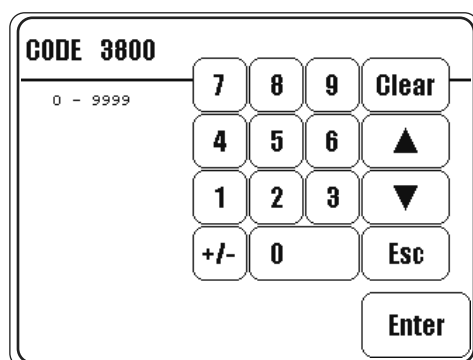 CODE 3800
0 - 9999
7 8 9 Clear
4 5 6 ▲
1 2 3 ▼
+/- 0 Esc
Enter